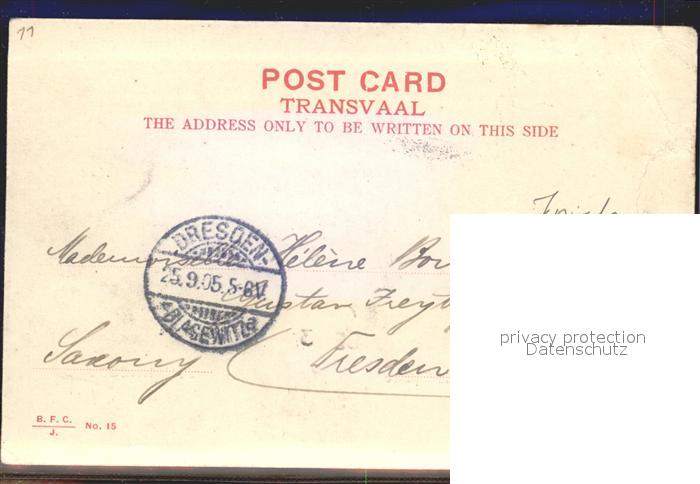 11
POST CARD
TRANSVAAL
THE ADDRESS ONLY TO BE WRITTEN ON THIS SIDE
Mademoiselle Hélène
DRESDEN-
25.9.05.5-6N.
BLASEWITZ
Gustav Freyt
Saxony Dresden
privacy protection
Datenschutz
B. F. C.
J.
No. 15